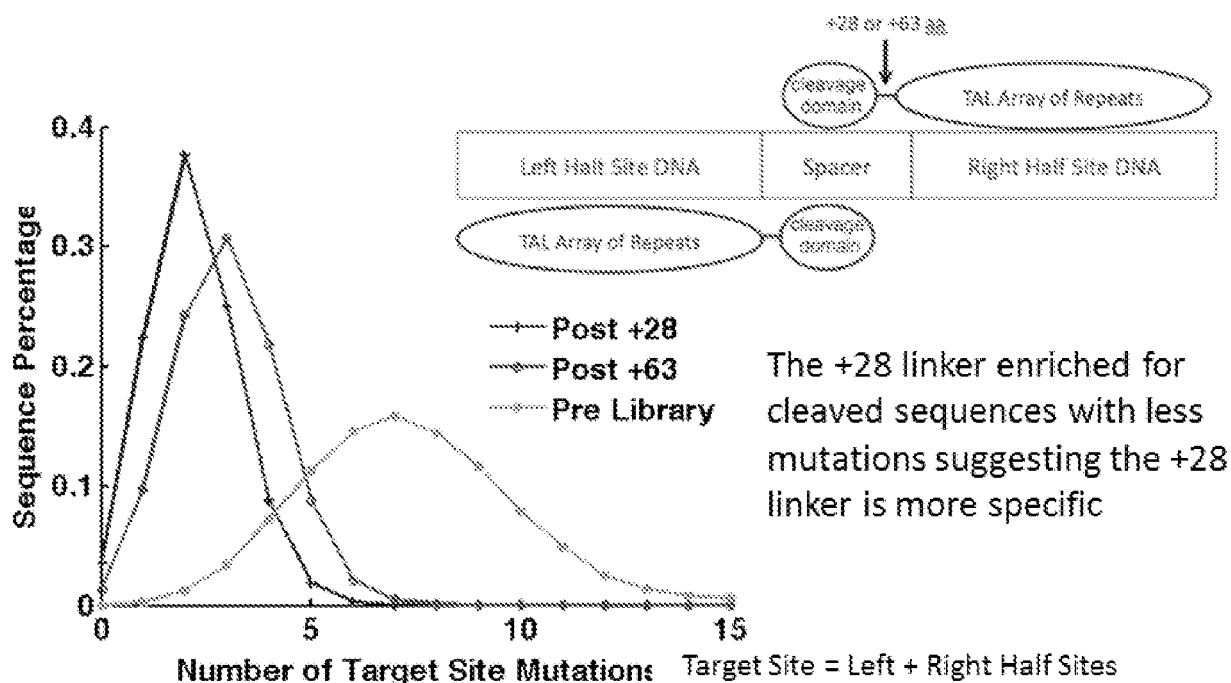 +28 or +63 aa
cleavage
domain
TAL Array of Repeats
Left Half Site DNA
Spacer
Right Half Site DNA
TAL Array of Repeats
cleavage
domain
0.4
0.3
0.2
0.1
0
Sequence Percentage
Post +28
Post +63
Pre Library
The +28 linker enriched for
cleaved sequences with less
mutations suggesting the +28
linker is more specific
0
5
10
15
Number of Target Site Mutations
Target Site = Left + Right Half Sites